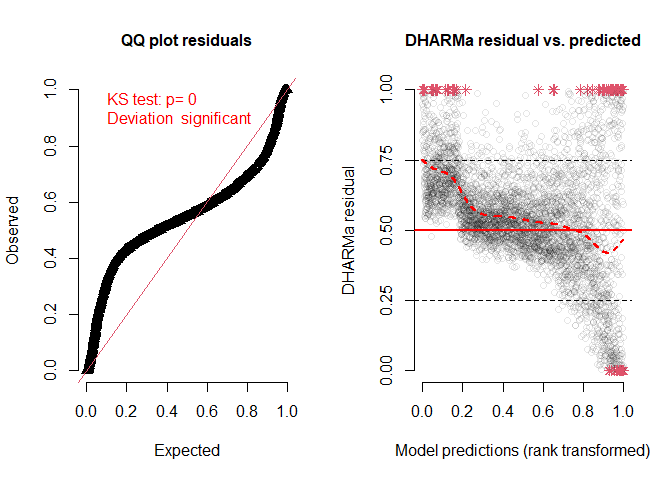 QQ plot residuals
KS test: p= 0
Deviation  significant
Observed
0.0 0.2 0.4 0.6 0.8 1.0
0.0 0.2 0.4 0.6 0.8 1.0
Expected
DHARMa residual vs. predicted
DHARMa residual
0.00 0.25 0.50 0.75 1.00
0.0 0.2 0.4 0.6 0.8 1.0
Model predictions (rank transformed)